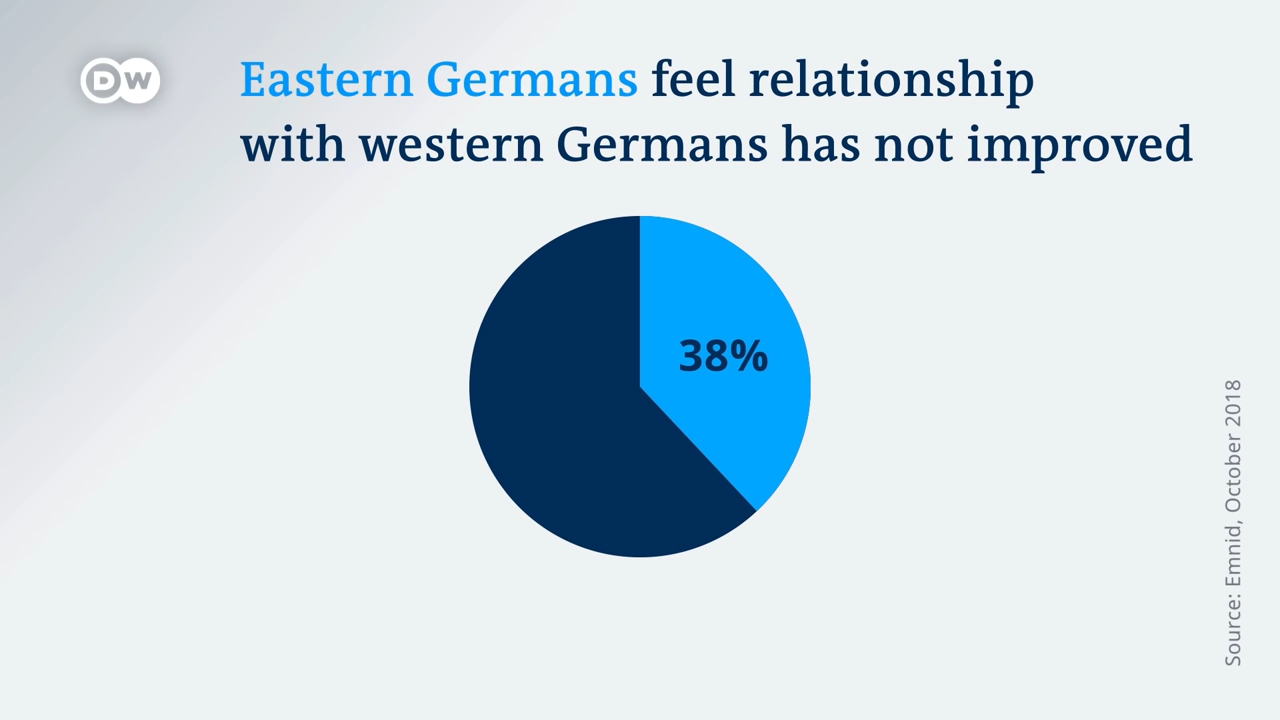 DW
Eastern Germans feel relationship
with western Germans has not improved
38%
Source: Emnid, October 2018